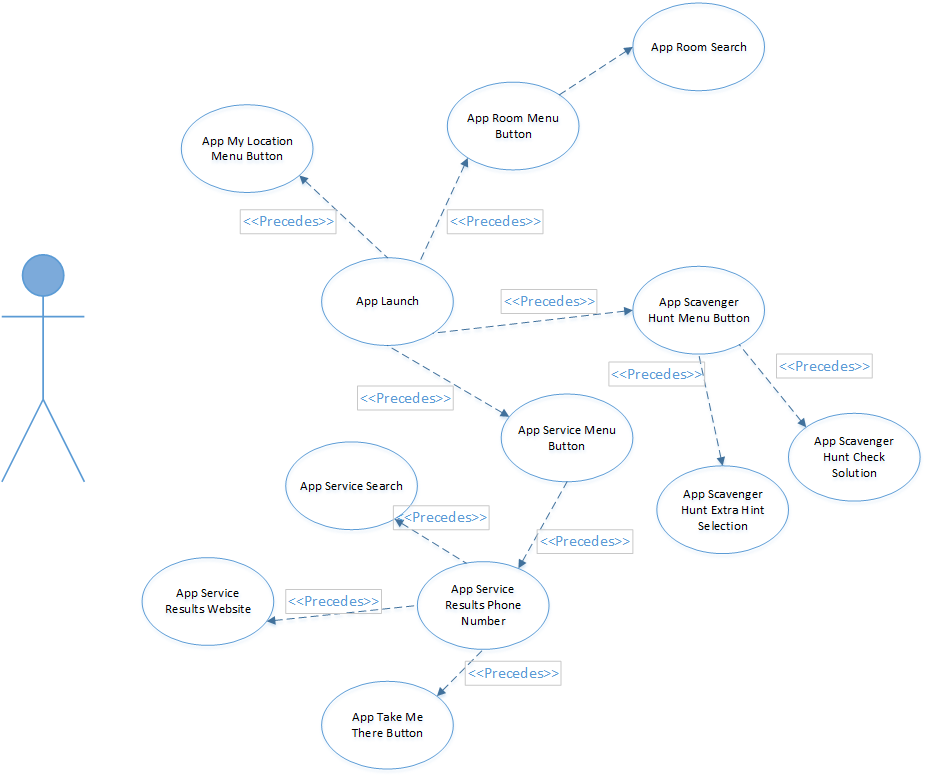 App Room Search
App Room Menu
Button
App My Location
Menu Button
<<Precedes>>
<<Precedes>>
App Launch
<<Precedes>>
App Scavenger
Hunt Menu Button
<<Precedes>>
<<Precedes>>
<<Precedes>>
App Service Menu
Button
App Scavenger
Hunt Check
Solution
App Service Search
App Scavenger
Hunt Extra Hint
Selection
<<Precedes>>
<<Precedes>>
App Service
Results Website
<<Precedes>>
App Service
Results Phone
Number
<<Precedes>>
App Take Me
There Button